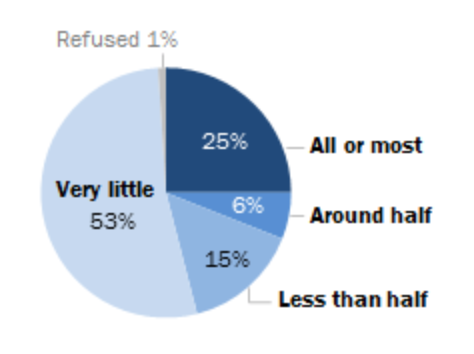 Refused 1%
25%
All or most
Very little
53%
6%
Around half
15%
Less than half